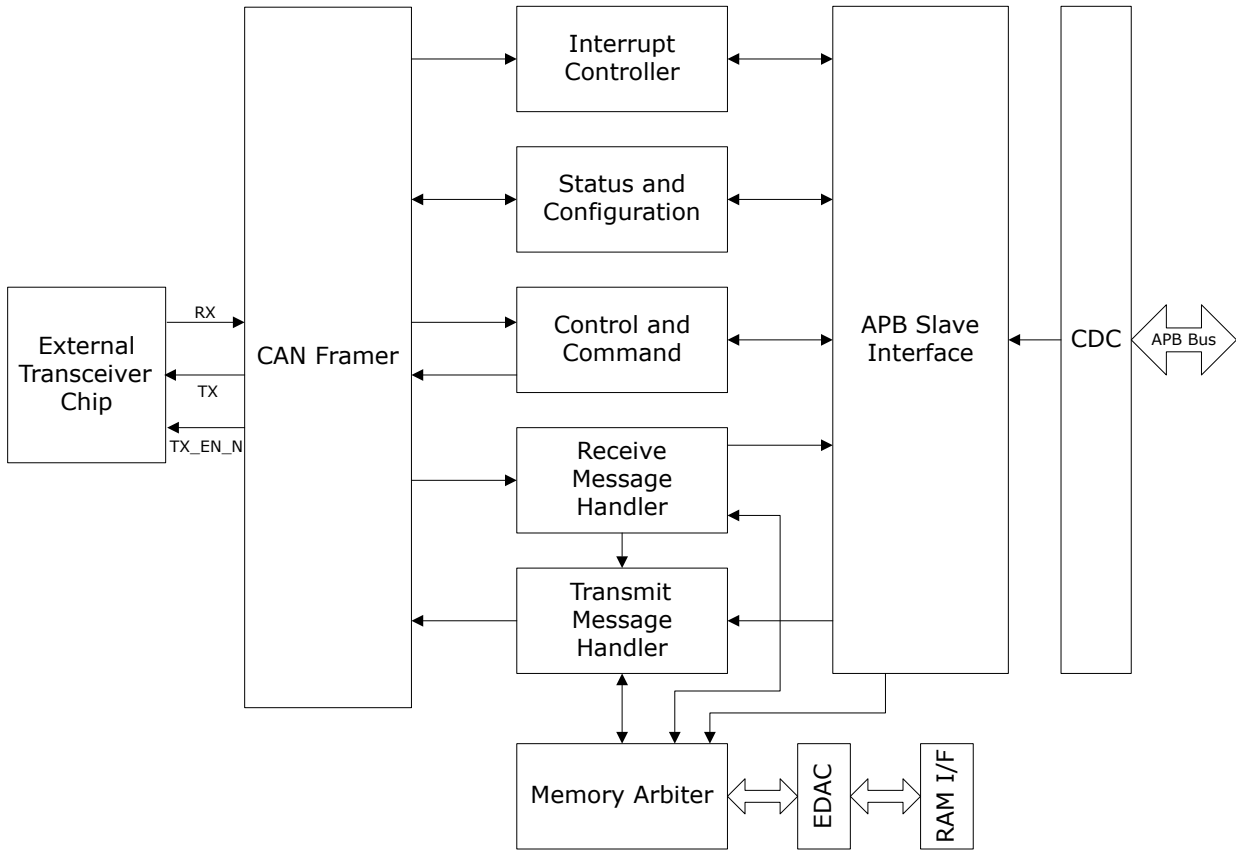 Interrupt
Controller
Status and
Configuration
External
Transceiver
Chip
RX
TX
TX_EN_N
CAN Framer
Control and
Command
APB Slave
Interface
CDC
APB Bus
Receive
Message
Handler
Transmit
Message
Handler
Memory Arbiter
EDAC
RAM I/F